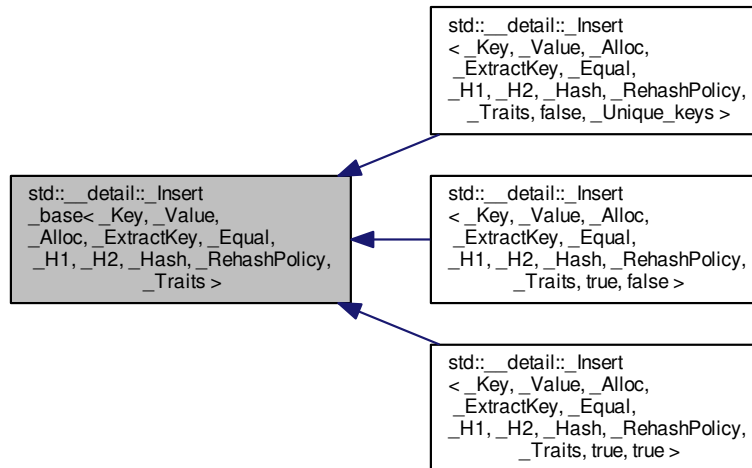 std::__detail::_Insert
_base< _Key, _Value,
_Alloc, _ExtractKey, _Equal,
_H1, _H2, _Hash, _RehashPolicy,
_Traits >
std::__detail::_Insert
< _Key, _Value, _Alloc,
_ExtractKey, _Equal,
_H1, _H2, _Hash, _RehashPolicy,
_Traits, false, _Unique_keys >
std::__detail::_Insert
< _Key, _Value, _Alloc,
_ExtractKey, _Equal,
_H1, _H2, _Hash, _RehashPolicy,
_Traits, true, false >
std::__detail::_Insert
< _Key, _Value, _Alloc,
_ExtractKey, _Equal,
_H1, _H2, _Hash, _RehashPolicy,
_Traits, true, true >